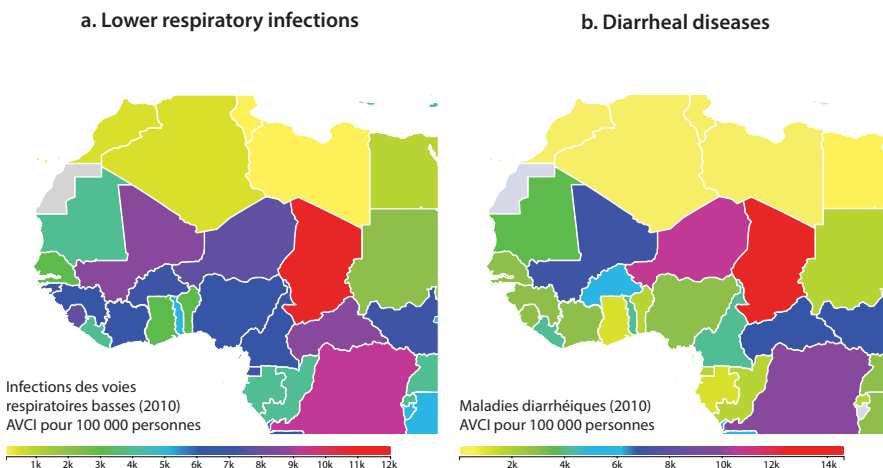 a. Lower respiratory infections
b. Diarrheal diseases
Infections des voies
respiratoires basses (2010)
AVCI pour 100 000 personnes
1k 2k 3k 4k 5k 6k 7k 8k 9k 10k 11k 12k
Maladies diarrhéiques (2010)
AVCI pour 100 000 personnes
2k 4k 6k 8k 10k 12k 14k